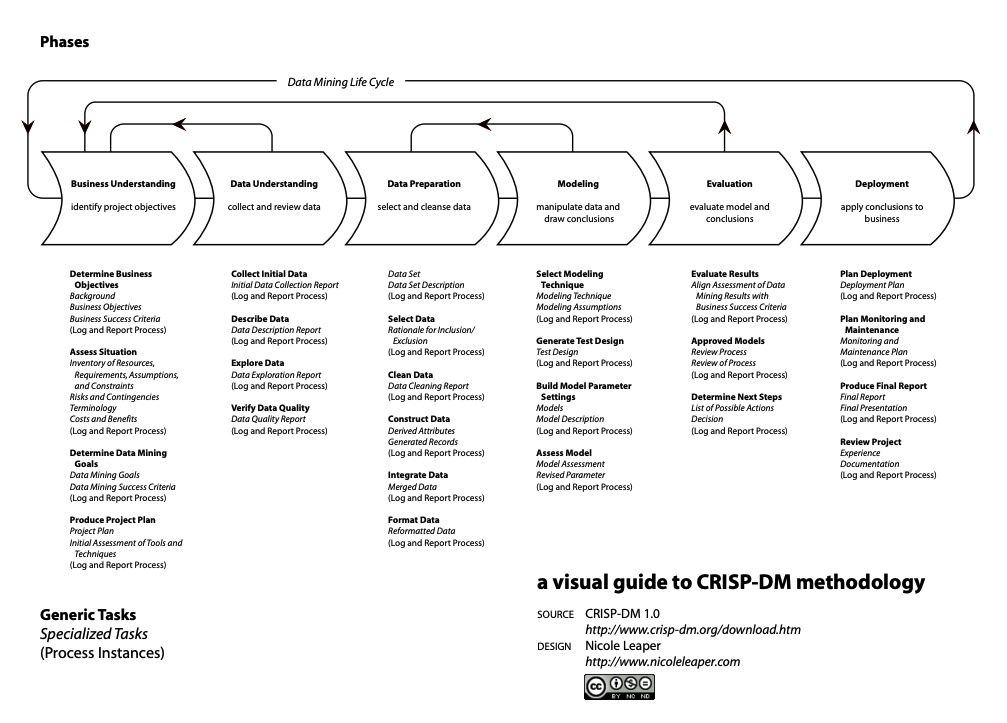 Phases
Data Mining Life Cycle
Business Understanding
identify project objectives
Data Understanding
collect and review data
Data Preparation
select and cleanse data
Modeling
manipulate data and
draw conclusions
Evaluation
evaluate model and
conclusions
Deployment
apply conclusions to
business
Determine Business
Objectives
Background
Business Objectives
Business Success Criteria
(Log and Report Process)
Assess Situation
Inventory of Resources,
Requirements, Assumptions,
and Constraints
Risks and Contingencies
Terminology
Costs and Benefits
(Log and Report Process)
Determine Data Mining
Goals
Data Mining Goals
Data Mining Success Criteria
(Log and Report Process)
Produce Project Plan
Project Plan
Initial Assessment of Tools and
Techniques
(Log and Report Process)
Collect Initial Data
Initial Data Collection Report
(Log and Report Process)
Describe Data
Data Description Report
(Log and Report Process)
Explore Data
Data Exploration Report
(Log and Report Process)
Verify Data Quality
Data Quality Report
(Log and Report Process)
Data Set
Data Set Description
(Log and Report Process)
Select Data
Rationale for Inclusion/
Exclusion
(Log and Report Process)
Clean Data
Data Cleaning Report
(Log and Report Process)
Construct Data
Derived Attributes
Generated Records
(Log and Report Process)
Integrate Data
Merged Data
(Log and Report Process)
Format Data
Reformatted Data
(Log and Report Process)
Select Modeling
Technique
Modeling Technique
Modeling Assumptions
(Log and Report Process)
Generate Test Design
Test Design
(Log and Report Process)
Build Model Parameter
Settings
Models
Model Description
(Log and Report Process)
Assess Model
Model Assessment
Revised Parameter
(Log and Report Process)
Evaluate Results
Align Assessment of Data
Mining Results with
Business Success Criteria
(Log and Report Process)
Approved Models
Review Process
Review of Process
(Log and Report Process)
Determine Next Steps
List of Possible Actions
Decision
(Log and Report Process)
Plan Deployment
Deployment Plan
(Log and Report Process)
Plan Monitoring and
Maintenance
Monitoring and
Maintenance Plan
(Log and Report Process)
Produce Final Report
Final Report
Final Presentation
(Log and Report Process)
Review Project
Experience
Documentation
(Log and Report Process)
Generic Tasks
Specialized Tasks
(Process Instances)
a visual guide to CRISP-DM methodology
SOURCE CRISP-DM 1.0
http://www.crisp-dm.org/download.htm
DESIGN Nicole Leaper
http://www.nicoleleaper.com
cc
BY NC ND